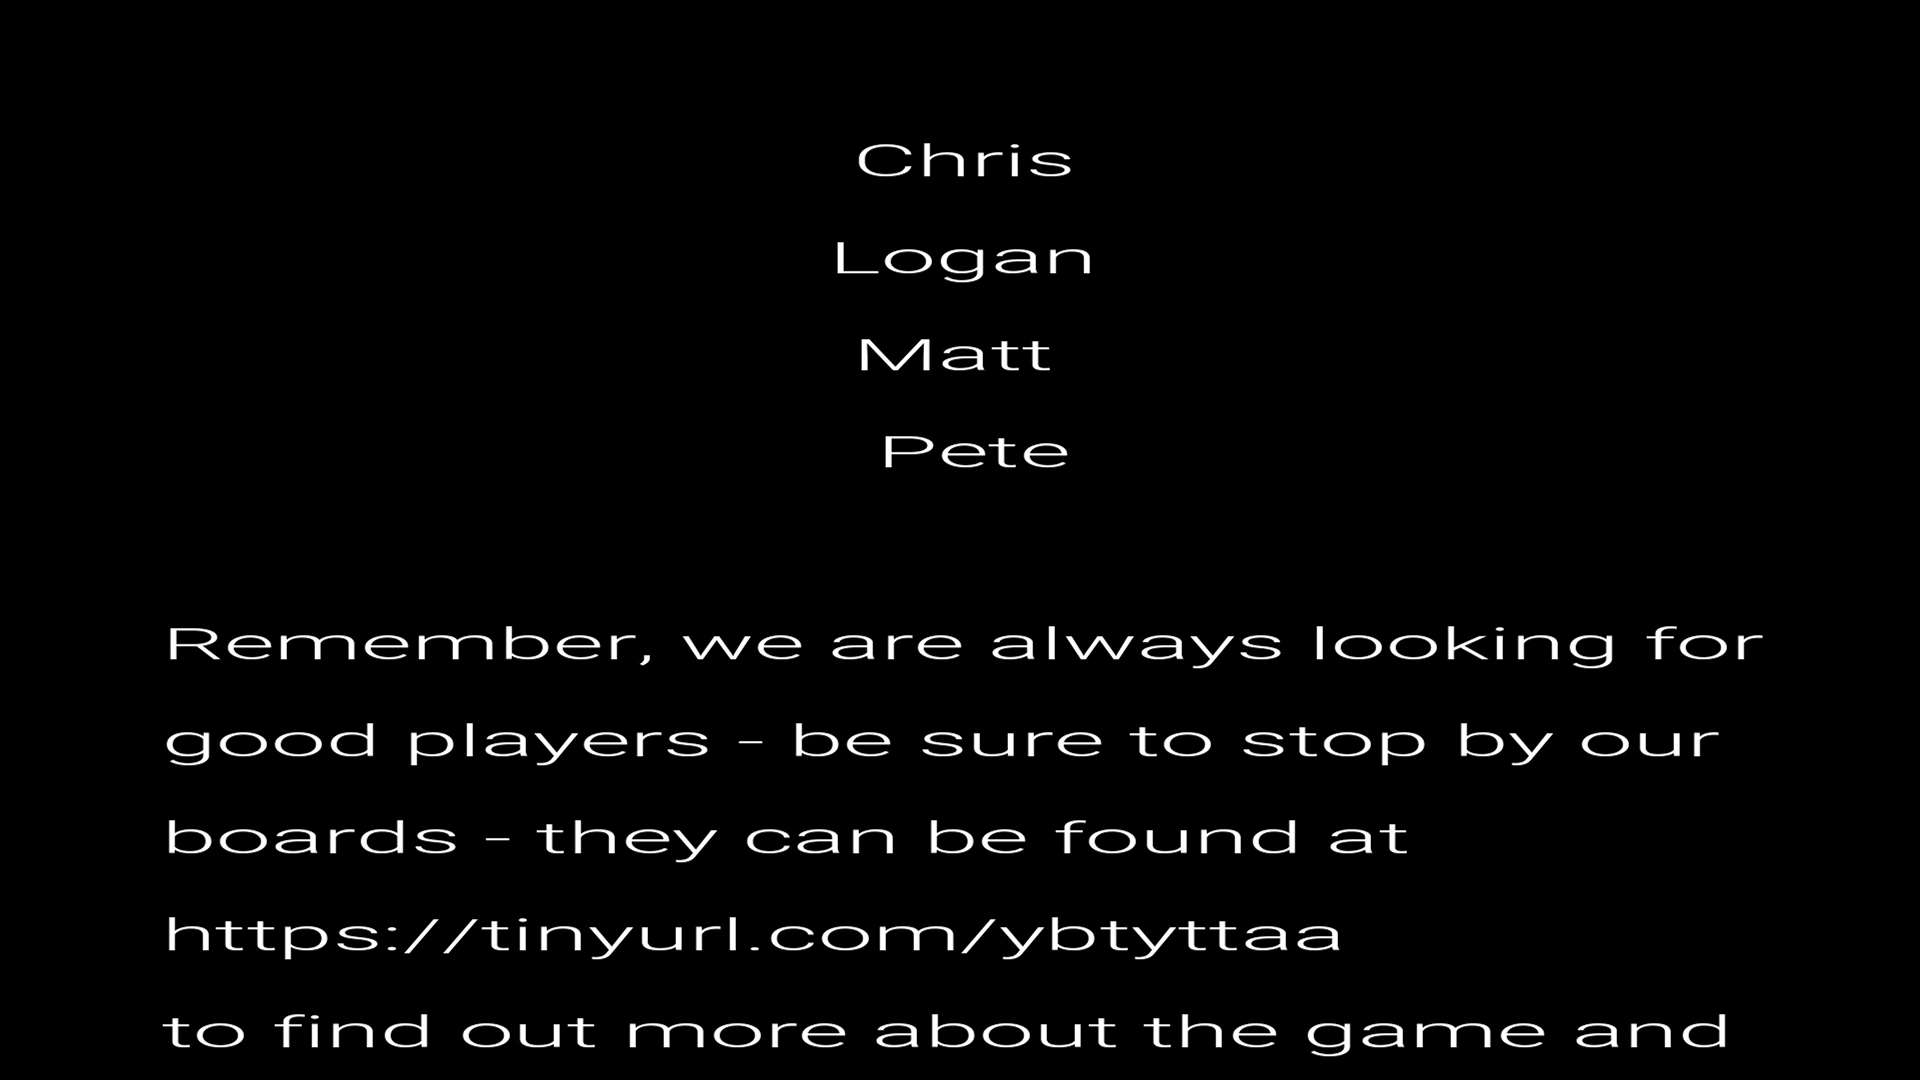 Chris
Logan
Matt
Pete
Remember, we are always looking for
good players - be sure to stop by our
boards - they can be found at
https://tinyurl.com/ybtyttaa
to find out more about the game and